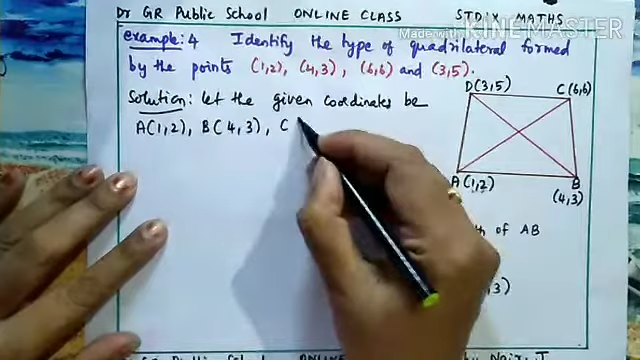 Dr GR Public School ONLINE CLASS STD IX MATHS
Made with KINEMASTER
example: 4 Identify the type of quadrilateral formed
by the points (1,2), (4,3), (6,6) and (3,5).
Solution: Let the given coordinates be
A(1,2), B(4,3), C
D(3,5) C(6,6)
A(1,2) B
(4,3)
th of AB
,3)